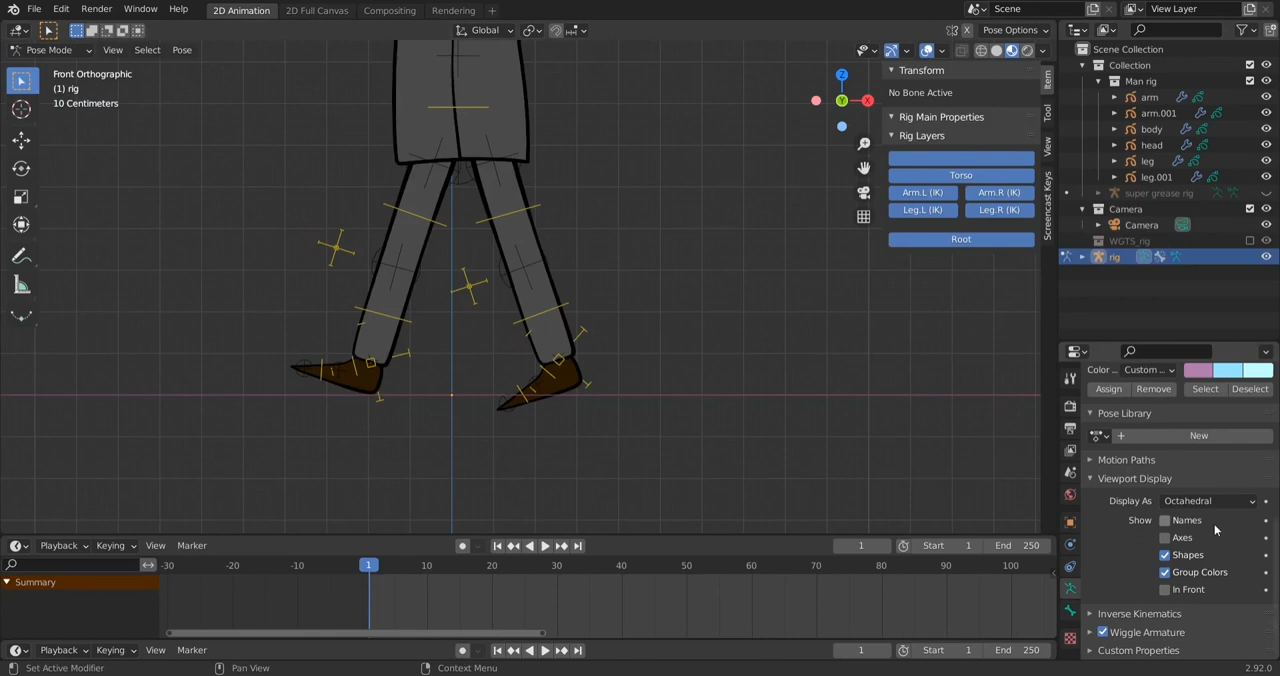 File Edit Render Window Help 2D Animation 2D Full Canvas Compositing Rendering + Scene View Layer
Global X Pose Options
Pose Mode View Select Pose
Front Orthographic
(1) rig
10 Centimeters
Z
X
Y
Transform
No Bone Active
Rig Main Properties
Rig Layers
Torso
Arm.L (IK) Arm.R (IK)
Leg.L (IK) Leg.R (IK)
Root
Item
Tool
View
Screencast Keys
Scene Collection
Collection
Man rig
arm
arm.001
body
head
leg
leg.001
super grease rig
Camera
Camera
WGTS_rig
rig
Color ... Custom ...
Assign Remove Select Deselect
Pose Library
+ New
Motion Paths
Viewport Display
Display As Octahedral
Show Names
Axes
Shapes
Group Colors
In Front
Inverse Kinematics
Wiggle Armature
Custom Properties
Playback Keying View Marker 1 Start 1 End 250
-30 -20 -10 1 10 20 30 40 50 60 70 80 90 100
Summary
Playback Keying View Marker 1 Start 1 End 250
Set Active Modifier Pan View Context Menu 2.92.0